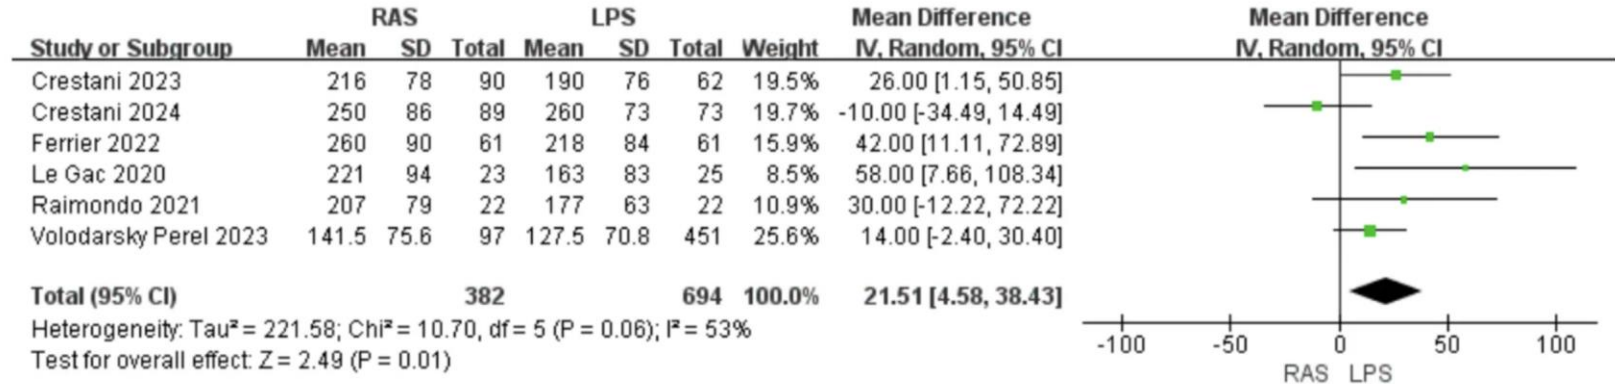 RAS LPS Mean Difference Mean Difference
Study or Subgroup Mean SD Total Mean SD Total Weight IV, Random, 95% CI IV, Random, 95% CI
Crestani 2023 216 78 90 190 76 62 19.5% 26.00 [1.15, 50.85]
Crestani 2024 250 86 89 260 73 73 19.7% -10.00 [-34.49, 14.49]
Ferrier 2022 260 90 61 218 84 61 15.9% 42.00 [11.11, 72.89]
Le Gac 2020 221 94 23 163 83 25 8.5% 58.00 [7.66, 108.34]
Raimondo 2021 207 79 22 177 63 22 10.9% 30.00 [-12.22, 72.22]
Volodarsky Perel 2023 141.5 75.6 97 127.5 70.8 451 25.6% 14.00 [-2.40, 30.40]
Total (95% CI) 382 694 100.0% 21.51 [4.58, 38.43]
Heterogeneity: Tau² = 221.58; Chi² = 10.70, df = 5 (P = 0.06); I² = 53%
Test for overall effect: Z = 2.49 (P = 0.01)
-100 -50 0 50 100
RAS LPS